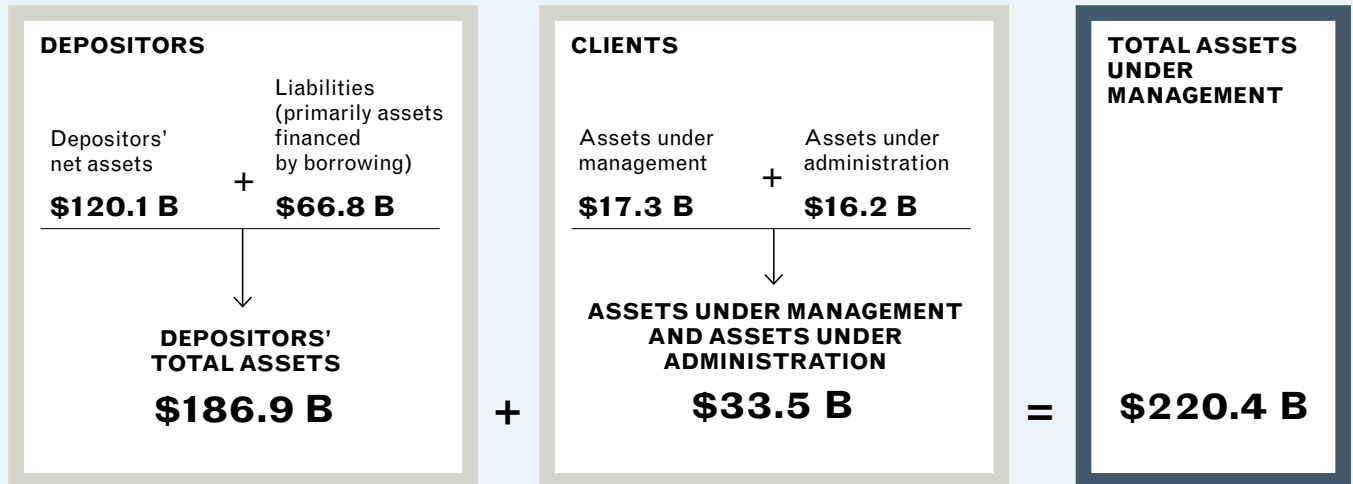 DEPOSITORS
Depositors’
net assets
$120.1 B
+
Liabilities
(primarily assets
financed
by borrowing)
$66.8 B
DEPOSITORS’
TOTAL ASSETS
$186.9 B
+
CLIENTS
Assets under
management
$17.3 B
+
Assets under
administration
$16.2 B
ASSETS UNDER MANAGEMENT
AND ASSETS UNDER
ADMINISTRATION
$33.5 B
=
TOTAL ASSETS
UNDER
MANAGEMENT
$220.4 B